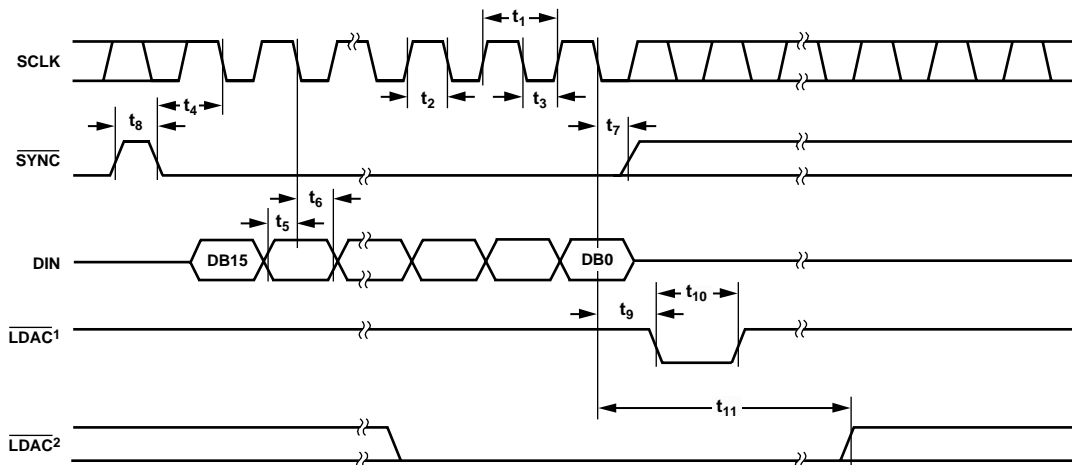 t1
SCLK
t4
t2
t3
t8
t7
SYNC
t6
t5
DIN
DB15
DB0
t10
t9
LDAC1
t11
LDAC2